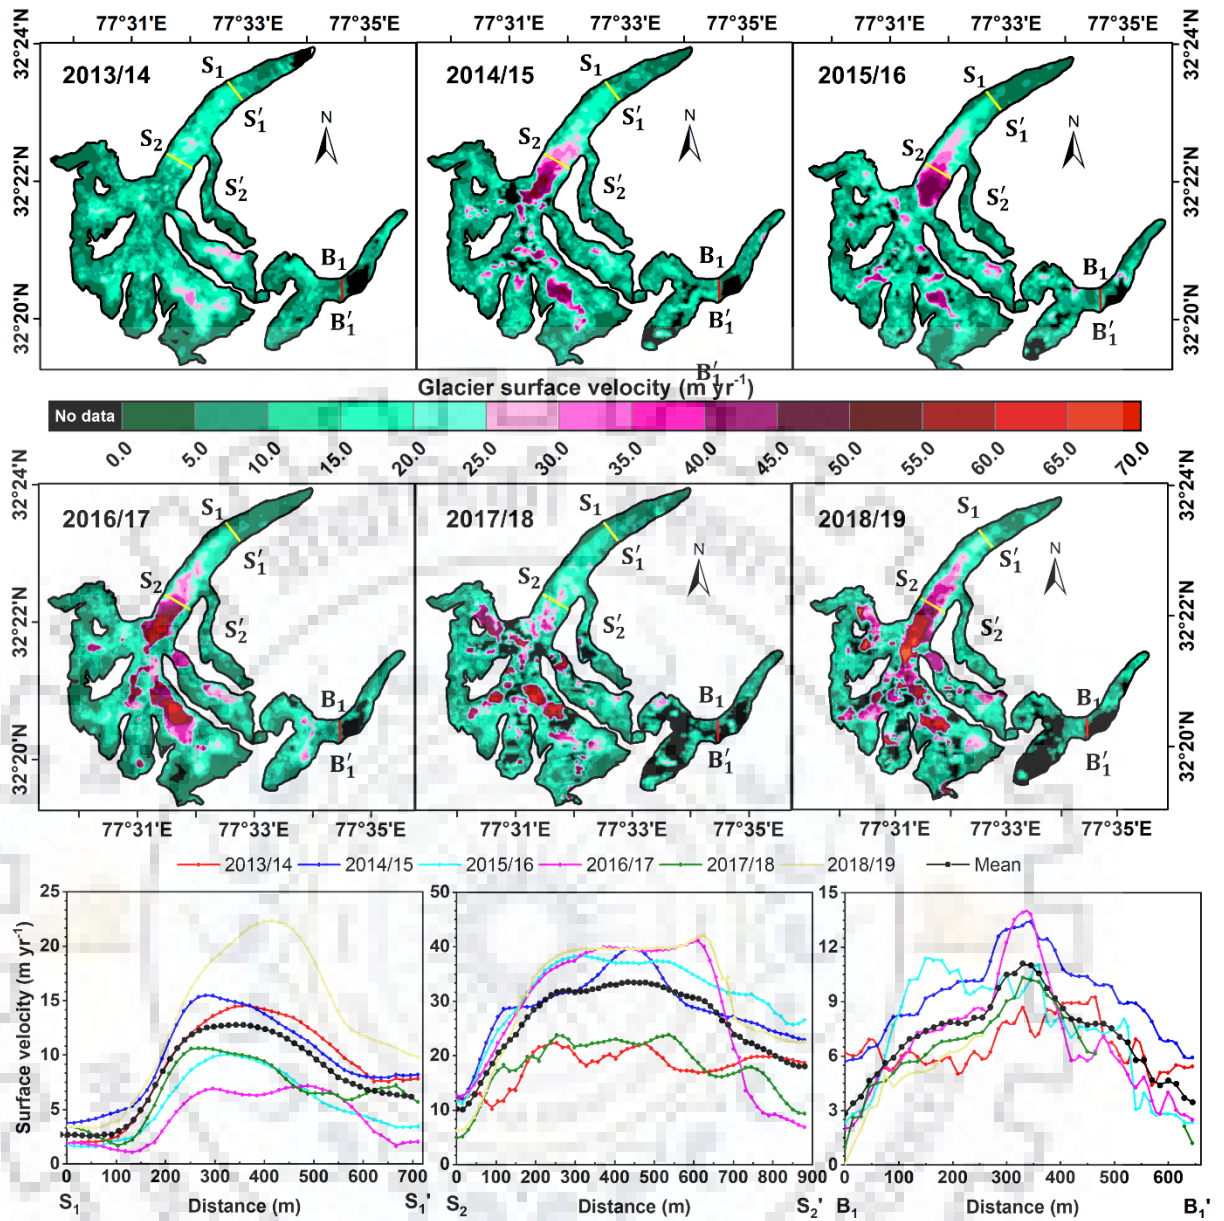 77°31'E 77°33'E 77°35'E 77°31'E 77°33'E 77°35'E 77°31'E 77°33'E 77°35'E
32°24'N 32°22'N 32°20'N
2013/14 S₁ S₁′ S₂ S₂′ B₁ B₁′ N
2014/15 S₁ S₁′ S₂ S₂′ B₁ B₁′ N
2015/16 S₁ S₁′ S₂ S₂′ B₁ B₁′ N
32°24'N 32°22'N 32°20'N
B₁′
Glacier surface velocity (m yr⁻¹)
No data
0.0 5.0 10.0 15.0 20.0 25.0 30.0 35.0 40.0 45.0 50.0 55.0 60.0 65.0 70.0
32°24'N 32°22'N 32°20'N
2016/17 S₁ S₁′ S₂ S₂′ B₁ B₁′
2017/18 S₁ S₁′ S₂ S₂′ B₁ B₁′ N
2018/19 S₁ S₁′ S₂ S₂′ B₁ B₁′ N
32°24'N 32°22'N 32°20'N
77°31'E 77°33'E 77°35'E 77°31'E 77°33'E 77°35'E 77°31'E 77°33'E 77°35'E
2013/14 2014/15 2015/16 2016/17 2017/18 2018/19 Mean
Surface velocity (m yr⁻¹)
25 20 15 10 5 0
0 100 200 300 400 500 600 700
S₁ Distance (m) S₁'
50 40 30 20 10 0
0 100 200 300 400 500 600 700 800 900
S₂ Distance (m) S₂'
15 12 9 6 3 0
0 100 200 300 400 500 600
B₁ Distance (m) B₁'